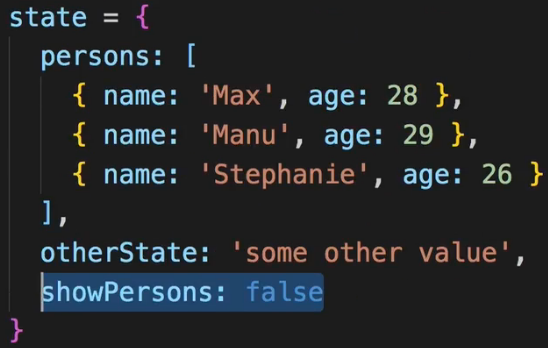 state = {
persons: [
{ name: 'Max', age: 28 },
{ name: 'Manu', age: 29 },
{ name: 'Stephanie', age: 26 }
],
otherState: 'some other value',
showPersons: false
}